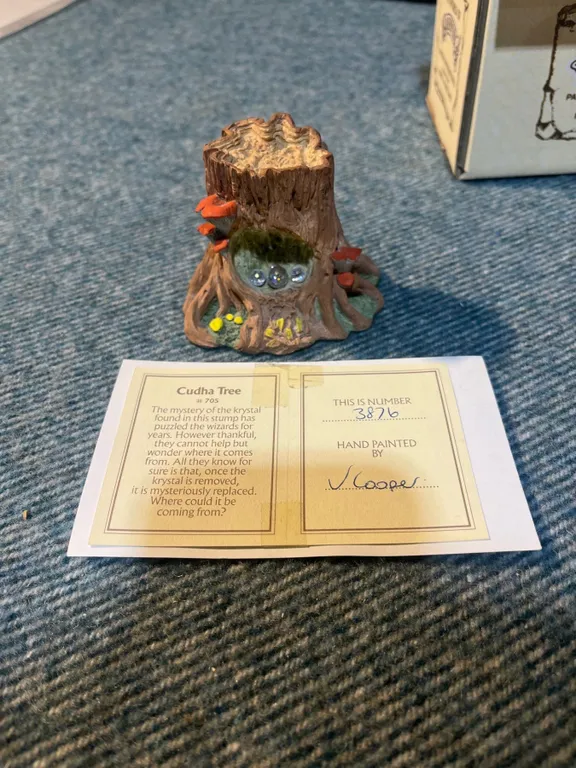 Cudha Tree
# 705
The mystery of the krystal
found in this stump has
puzzled the wizards for
years. However thankful,
they cannot help but
wonder where it comes
from. All they know for
sure is that, once the
krystal is removed,
it is mysteriously replaced.
Where could it be
coming from?
THIS IS NUMBER
3876
HAND PAINTED
BY
V Cooper